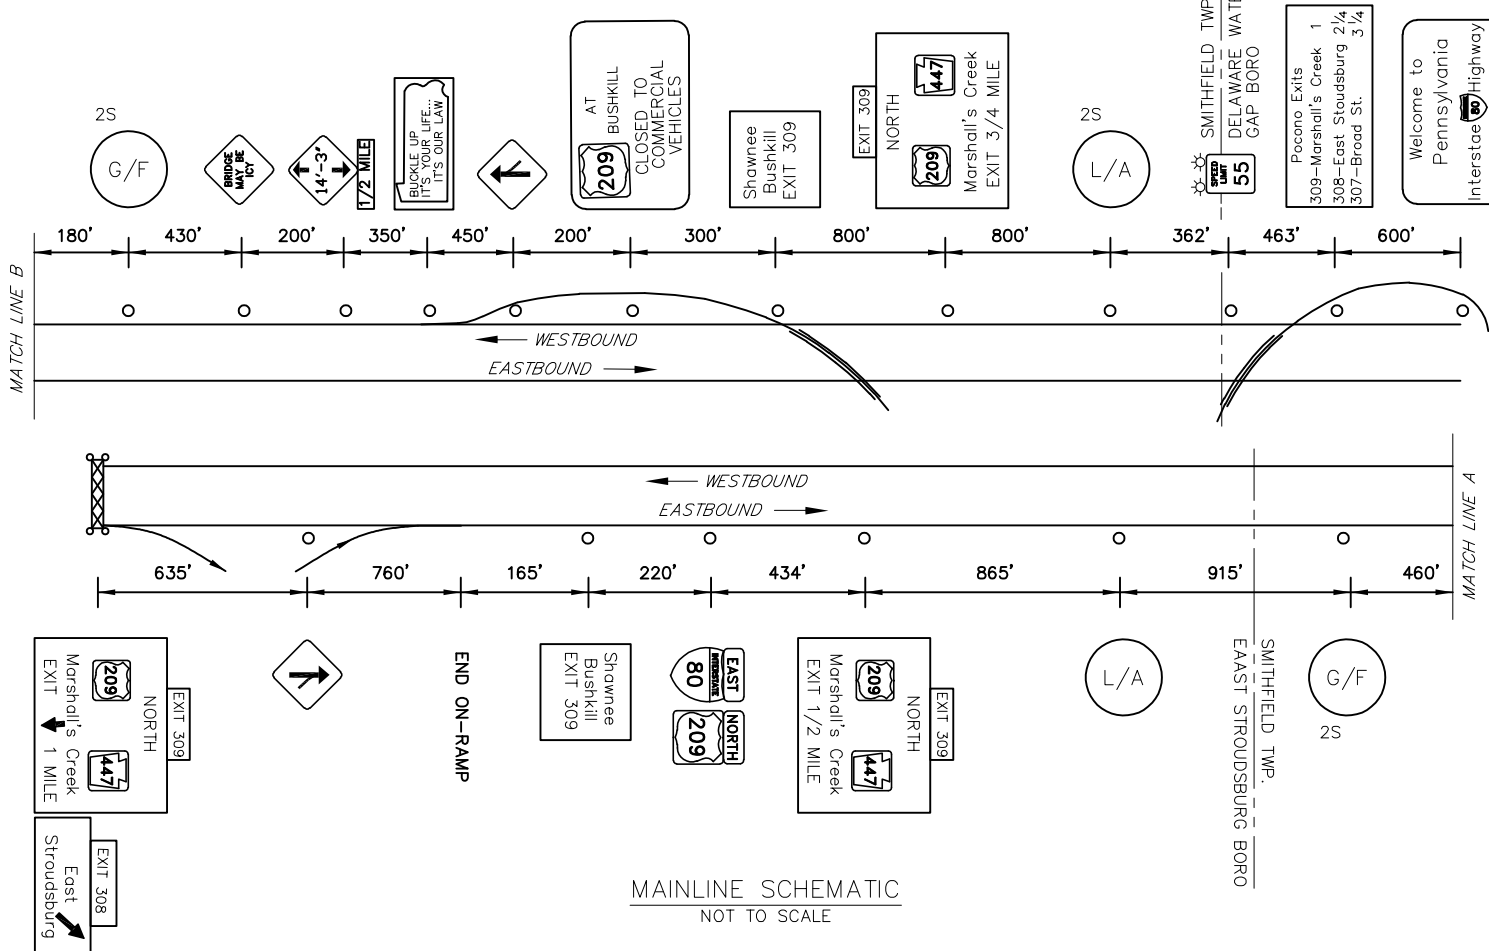 2S
G/F
BRIDGE
MAY BE
ICY
14'-3"
1/2 MILE
BUCKLE UP
IT'S YOUR LIFE...
IT'S OUR LAW
AT
BUSHKILL
209
CLOSED TO
COMMERCIAL
VEHICLES
Shawnee
Bushkill
EXIT 309
EXIT 309
NORTH
209
447
Marshall's Creek
EXIT 3/4 MILE
2S
L/A
SPEED
LIMIT
55
SMITHFIELD TWP
DELAWARE WATE
GAP BORO
Pocono Exits
309-Marshall's Creek 1
308-East Stoudsburg 2 1/4
307-Broad St. 3 1/4
Welcome to
Pennsylvania
Interstae 80 Highway
180' 430' 200' 350' 450' 200' 300' 800' 800' 362' 463' 600'
MATCH LINE B
WESTBOUND
EASTBOUND
WESTBOUND
EASTBOUND
MATCH LINE A
635' 760' 165' 220' 434' 865' 915' 460'
EXIT 309
NORTH
209
447
Marshall's Creek
EXIT 1 MILE
EXIT 308
East
Stroudsburg
END ON-RAMP
Shawnee
Bushkill
EXIT 309
EAST
INTERSTATE
80
NORTH
209
EXIT 309
NORTH
209
447
Marshall's Creek
EXIT 1/2 MILE
L/A
SMITHFIELD TWP.
EAAST STROUDSBURG BORO
G/F
2S
MAINLINE SCHEMATIC
NOT TO SCALE